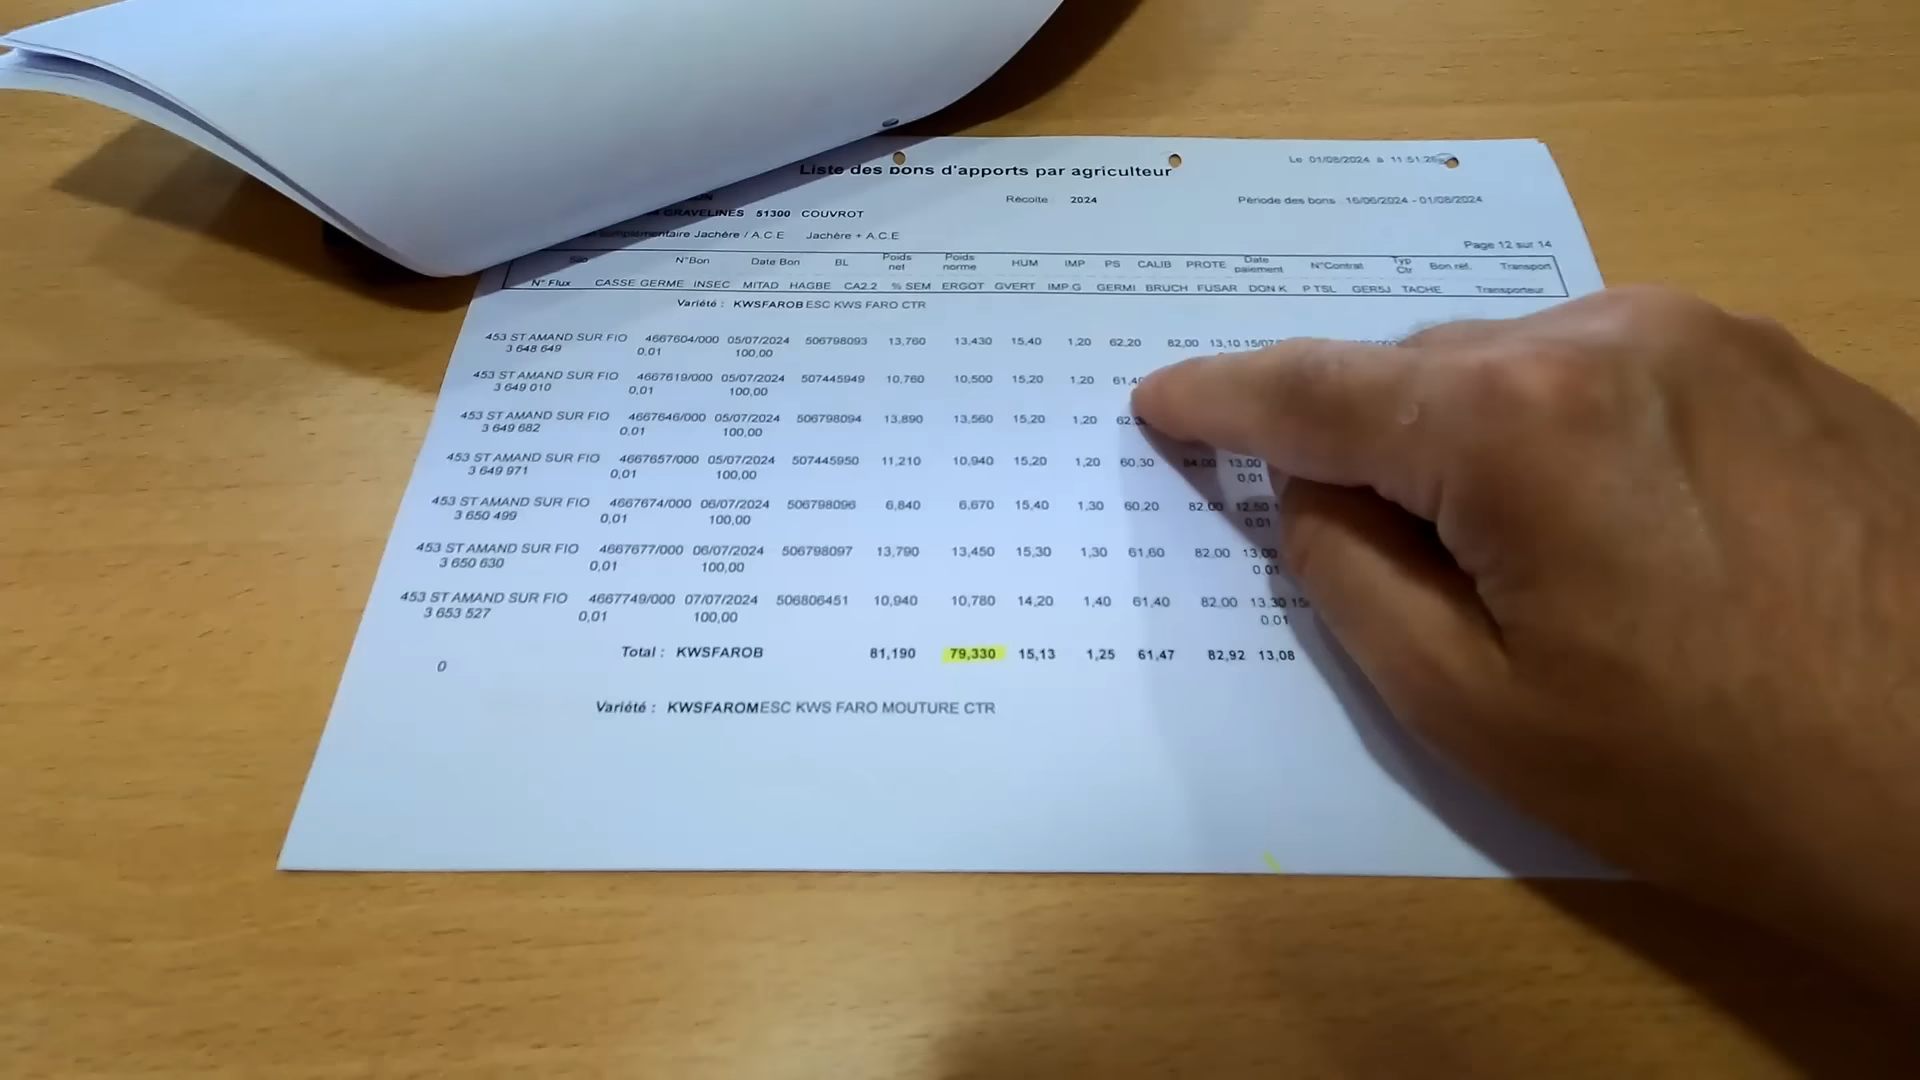 Le 01/08/2024 à 11:51:25
Liste des bons d'apports par agriculteur
Récolte 2024 Période des bons 16/06/2024 - 01/08/2024
GRAVELINES 51300 COUVROT
Jachère / A.C.E Jachère + A.C.E
Page 12 sur 14
Silo N°Bon Date Bon BL Poids net Poids norme HUM IMP PS CALIB PROTE Date paiement N°Contrat Typ Ctr Bon ref. Transport
N° Flux CASSE GERME INSEC MITAD HAGBE CA2.2 % SEM ERGOT GVERT IMP.G GERMI BRUCH FUSAR DON K P.TSL GER5J TACHE Transporteur
Variété : KWSFAROB ESC KWS FARO CTR
453 ST AMAND SUR FIO 4667604/000 05/07/2024 506798093 13,760 13,430 15,40 1,20 62,20 82,00 13,10
3 648 649 0,01 100,00
453 ST AMAND SUR FIO 4667619/000 05/07/2024 507445949 10,760 10,500 15,20 1,20 61,40
3 649 010 0,01 100,00
453 ST AMAND SUR FIO 4667646/000 05/07/2024 506798094 13,890 13,560 15,20 1,20
3 649 682 0,01 100,00
453 ST AMAND SUR FIO 4667657/000 05/07/2024 507445950 11,210 10,940 15,20 1,20 60,30 84,00 13,00
3 649 971 0,01 100,00 0,01
453 ST AMAND SUR FIO 4667674/000 06/07/2024 506798096 6,840 6,670 15,40 1,30 60,20 82,00 12,50
3 650 499 0,01 100,00 0,01
453 ST AMAND SUR FIO 4667677/000 06/07/2024 506798097 13,790 13,450 15,30 1,30 61,60 82,00 13,00
3 650 630 0,01 100,00 0,01
453 ST AMAND SUR FIO 4667749/000 07/07/2024 506806451 10,940 10,780 14,20 1,40 61,40 82,00 13,30
3 653 527 0,01 100,00 0,01
Total : KWSFAROB 81,190 79,330 15,13 1,25 61,47 82,92 13,08
0
Variété : KWSFAROM ESC KWS FARO MOUTURE CTR